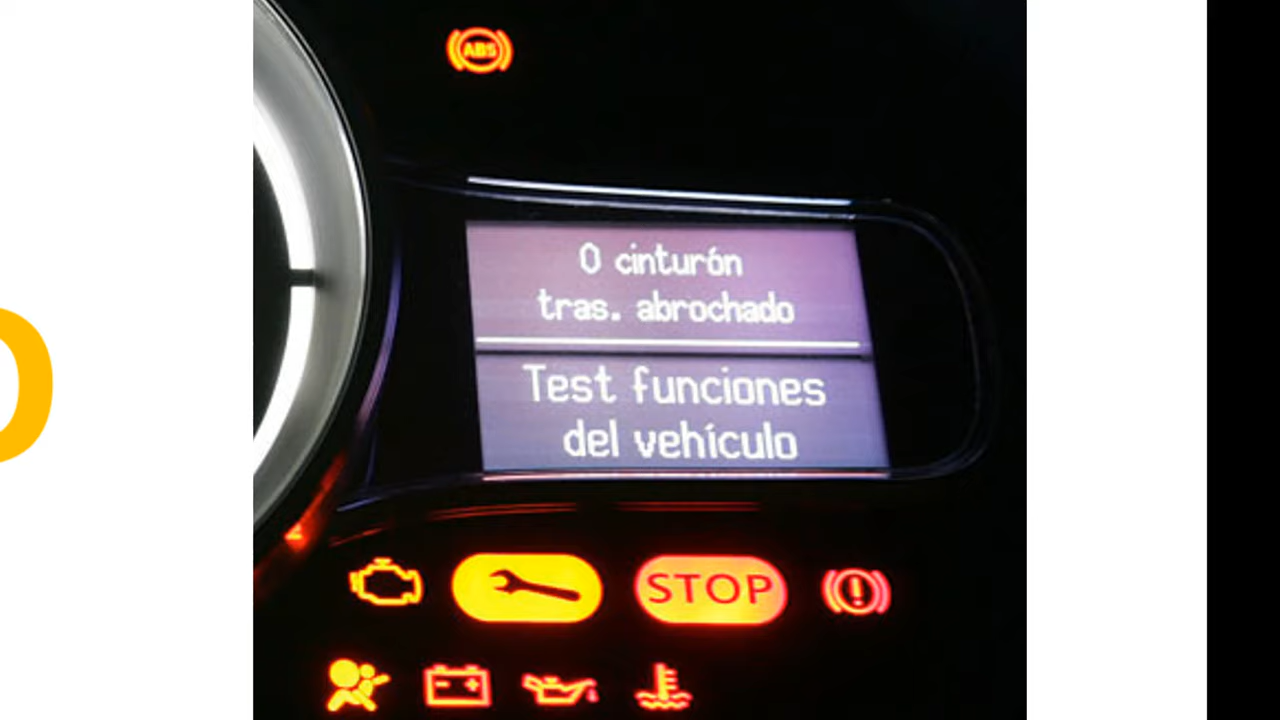 ABS
0 cinturón
tras. abrochado
Test funciones
del vehículo
STOP